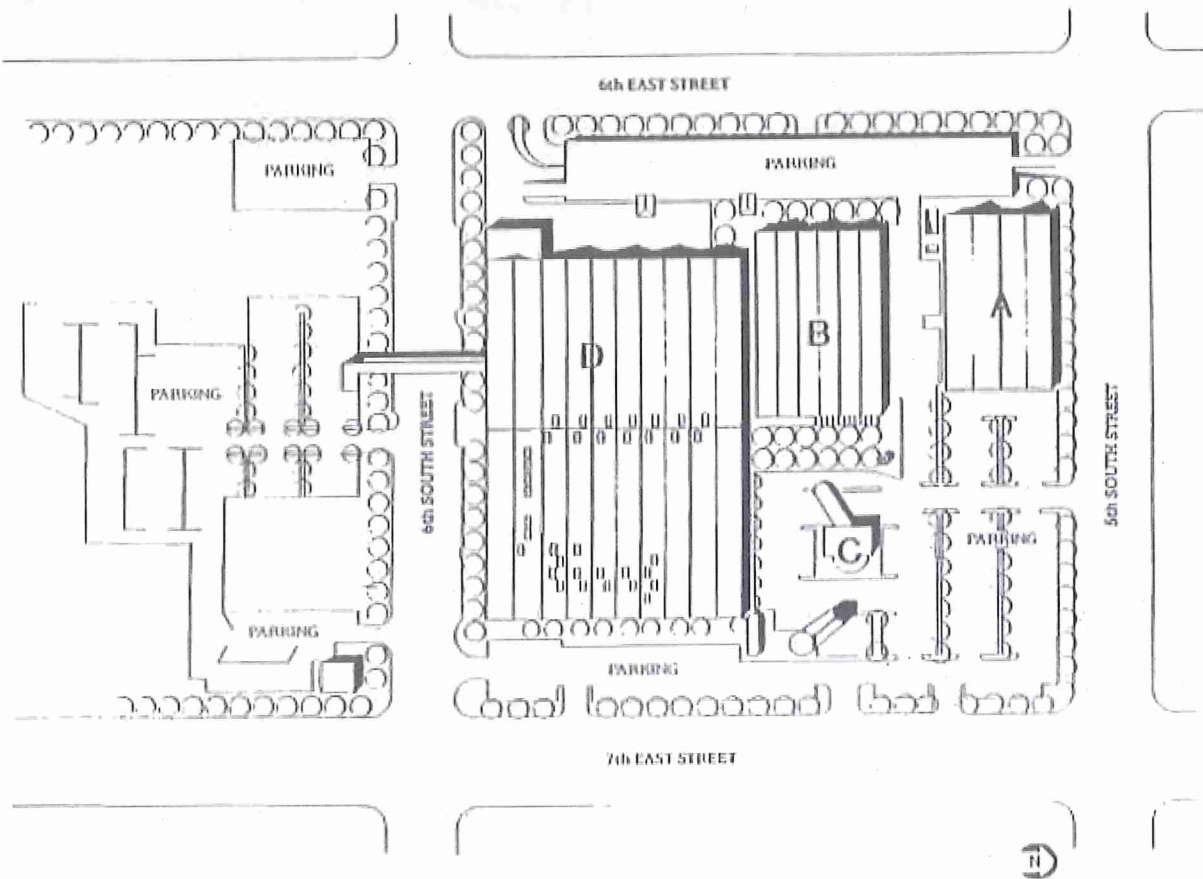 6th EAST STREET
PARKING
PARKING
A
B
D
PARKING
6th SOUTH STREET
5th SOUTH STREET
PARKING
C
PARKING
PARKING
7th EAST STREET
N